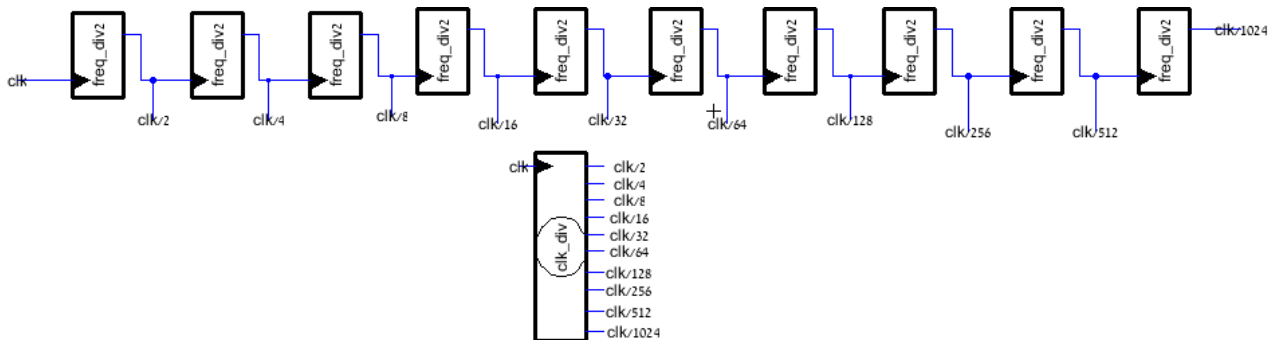 freq_div2
freq_div2
freq_div2
freq_div2
freq_div2
freq_div2
freq_div2
freq_div2
freq_div2
freq_div2
clk
clk/2
clk/4
clk/8
clk/16
clk/32
clk/64
clk/128
clk/256
clk/512
clk/1024
clk
clk_div
clk/2
clk/4
clk/8
clk/16
clk/32
clk/64
clk/128
clk/256
clk/512
clk/1024